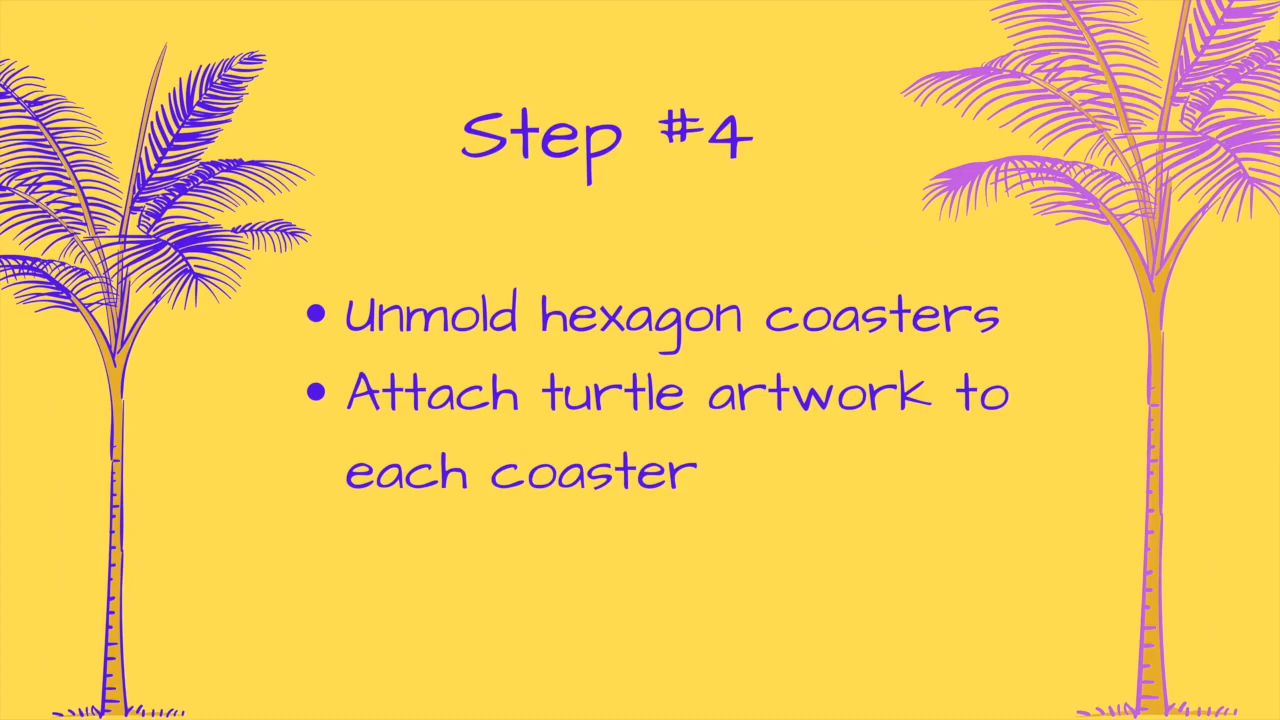 Step #4
• Unmold hexagon coasters
• Attach turtle artwork to
each coaster